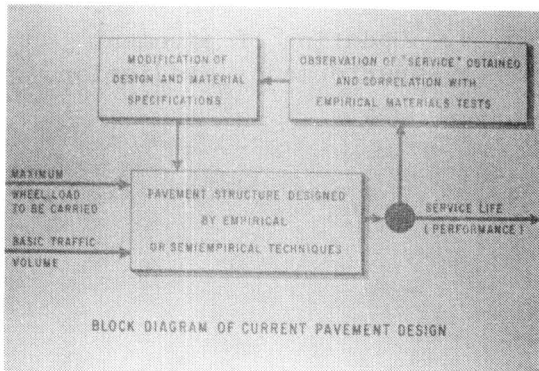 MODIFICATION OF
DESIGN AND MATERIAL
SPECIFICATIONS
OBSERVATION OF "SERVICE" OBTAINED
AND CORRELATION WITH
EMPIRICAL MATERIALS TESTS
MAXIMUM
WHEEL LOAD
TO BE CARRIED
BASIC TRAFFIC
VOLUME
PAVEMENT STRUCTURE DESIGNED
BY EMPIRICAL
OR SEMIEMPIRICAL TECHNIQUES
SERVICE LIFE
(PERFORMANCE)
BLOCK DIAGRAM OF CURRENT PAVEMENT DESIGN